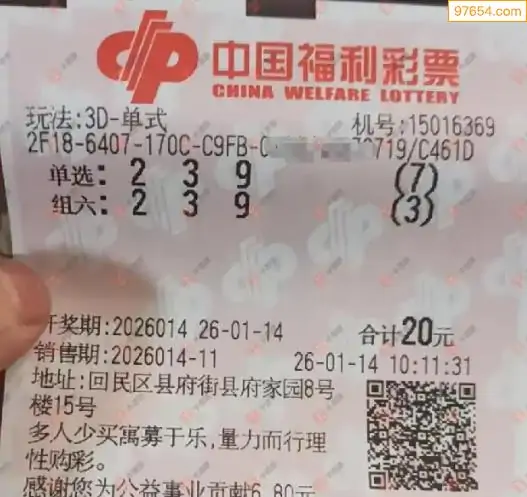 97654.com
中国福利彩票
CHINA WELFARE LOTTERY
玩法:3D-单式
机号:15016369
2F18-6407-170C-C9FB- 719/C461D
单选: 2 3 9 (7)
组六: 2 3 9 (3)
开奖期:2026014 26-01-14 合计20元
销售期:2026014-11 26-01-14 10:11:31
地址:回民区县府街县府家园8号
楼15号
多人少买寓募于乐,量力而行理
性购彩。
感谢您为公益事业贡献6.80元